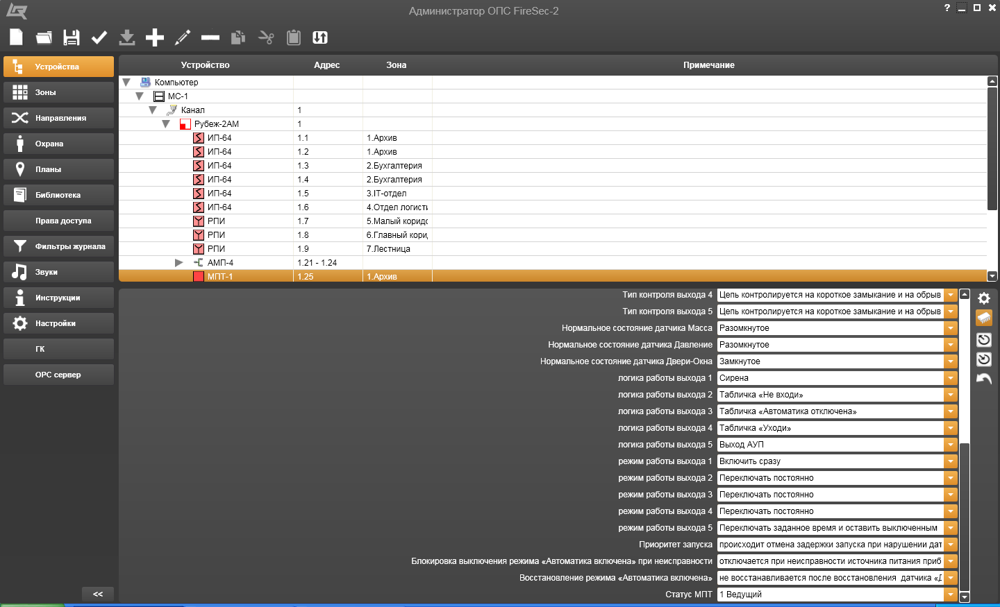 Администратор ОПС FireSec-2
?
Устройства
Зоны
Направления
Охрана
Планы
Библиотека
Права доступа
Фильтры журнала
Звуки
Инструкции
Настройки
ГК
ОРС сервер
<<
Устройство Адрес Зона Примечание
Компьютер
МС-1
Канал 1
Рубеж-2АМ 1
ИП-64 1.1 1.Архив
ИП-64 1.2 1.Архив
ИП-64 1.3 2.Бухгалтерия
ИП-64 1.4 2.Бухгалтерия
ИП-64 1.5 3.IT-отдел
ИП-64 1.6 4.Отдел логисти
РПИ 1.7 5.Малый коридо
РПИ 1.8 6.Главный кори
РПИ 1.9 7.Лестница
АМП-4 1.21 - 1.24
МПТ-1 1.25 1.Архив
Тип контроля выхода 4 Цепь контролируется на короткое замыкание и на обрыв
Тип контроля выхода 5 Цепь контролируется на короткое замыкание и на обрыв
Нормальное состояние датчика Масса Разомкнутое
Нормальное состояние датчика Давление Разомкнутое
Нормальное состояние датчика Двери-Окна Замкнутое
логика работы выхода 1 Сирена
логика работы выхода 2 Табличка «Не входи»
логика работы выхода 3 Табличка «Автоматика отключена»
логика работы выхода 4 Табличка «Уходи»
логика работы выхода 5 Выход АУП
режим работы выхода 1 Включить сразу
режим работы выхода 2 Переключать постоянно
режим работы выхода 3 Переключать постоянно
режим работы выхода 4 Переключать постоянно
режим работы выхода 5 Переключать заданное время и оставить выключенным
Приоритет запуска происходит отмена задержки запуска при нарушении дат
Блокировка выключения режима «Автоматика включена» при неисправности отключается при неисправности источника питания приб
Восстановление режима «Автоматика включена» не восстанавливается после восстановления датчика «Д
Статус МПТ 1 Ведущий